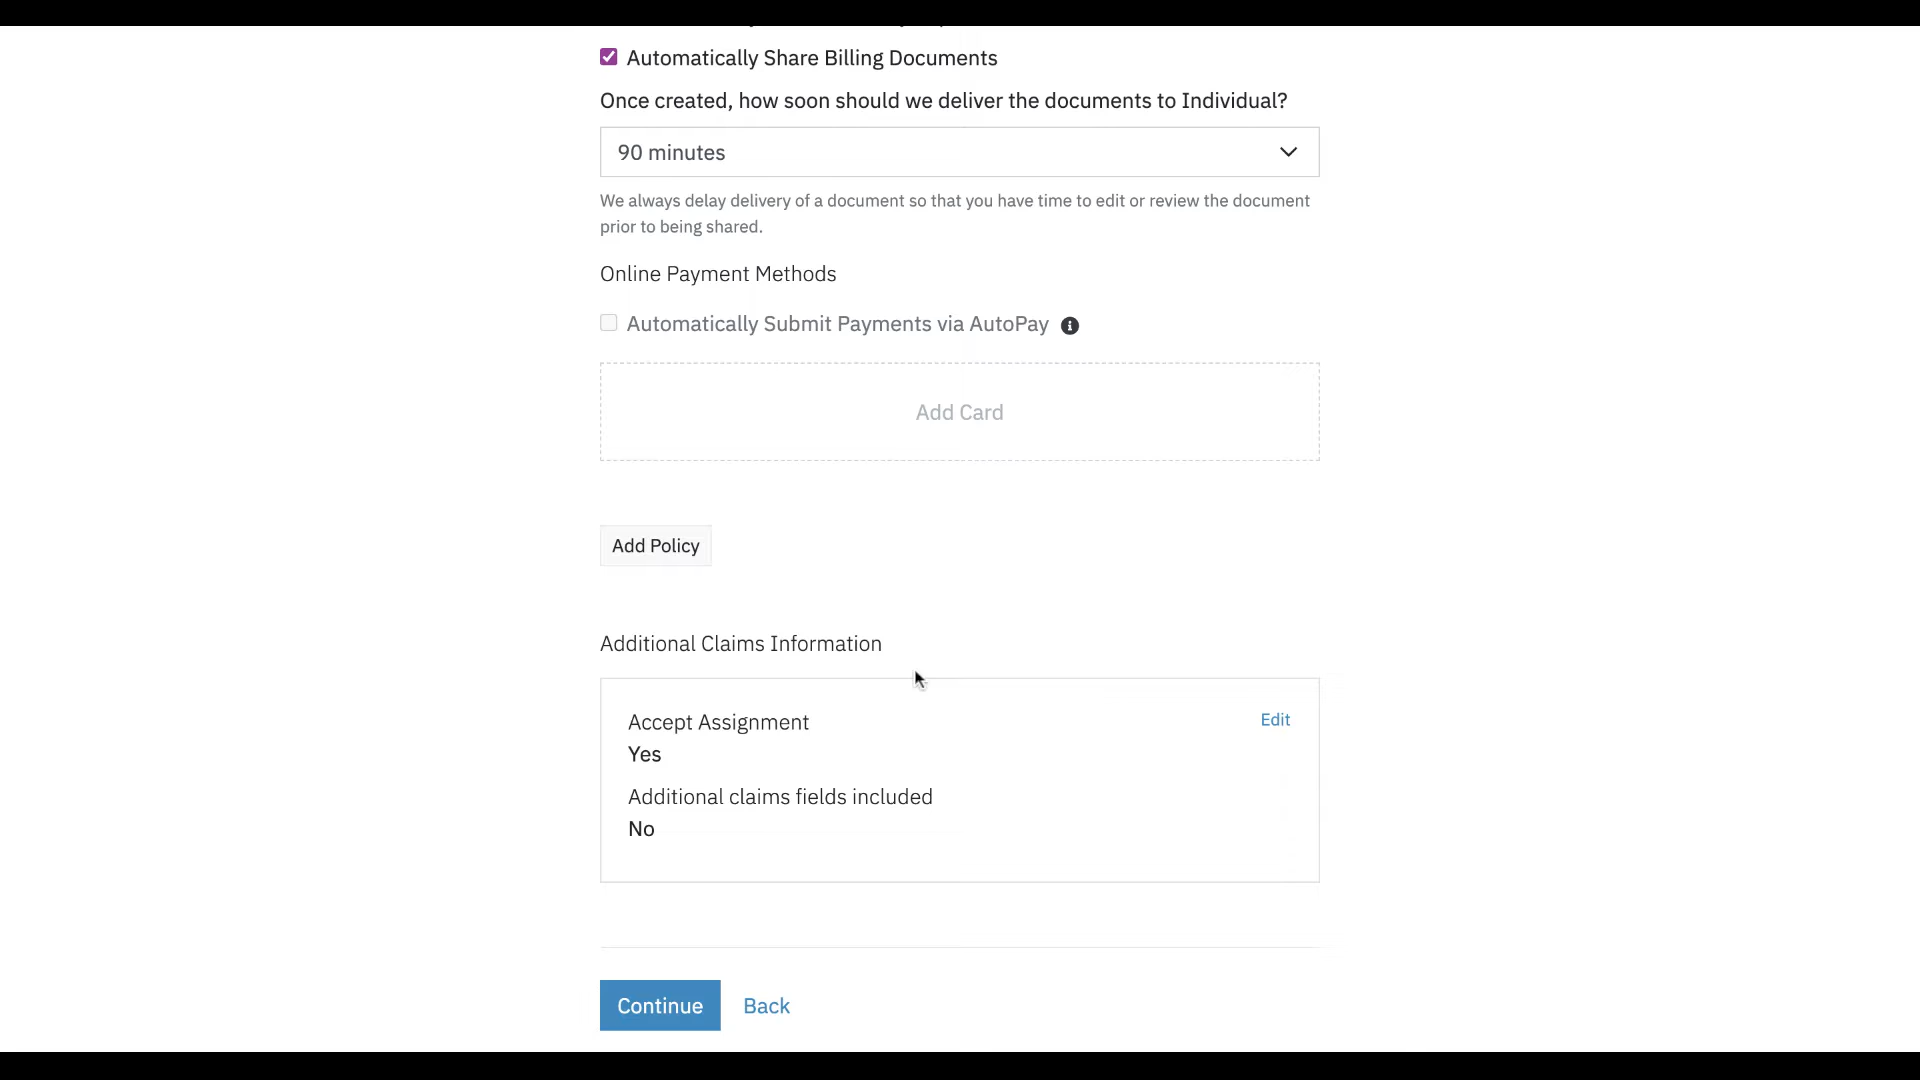 Automatically Share Billing Documents
Once created, how soon should we deliver the documents to Individual?
90 minutes
We always delay delivery of a document so that you have time to edit or review the document
prior to being shared.
Online Payment Methods
Automatically Submit Payments via AutoPay
Add Card
Add Policy
Additional Claims Information
Accept Assignment
Edit
Yes
Additional claims fields included
No
Continue
Back